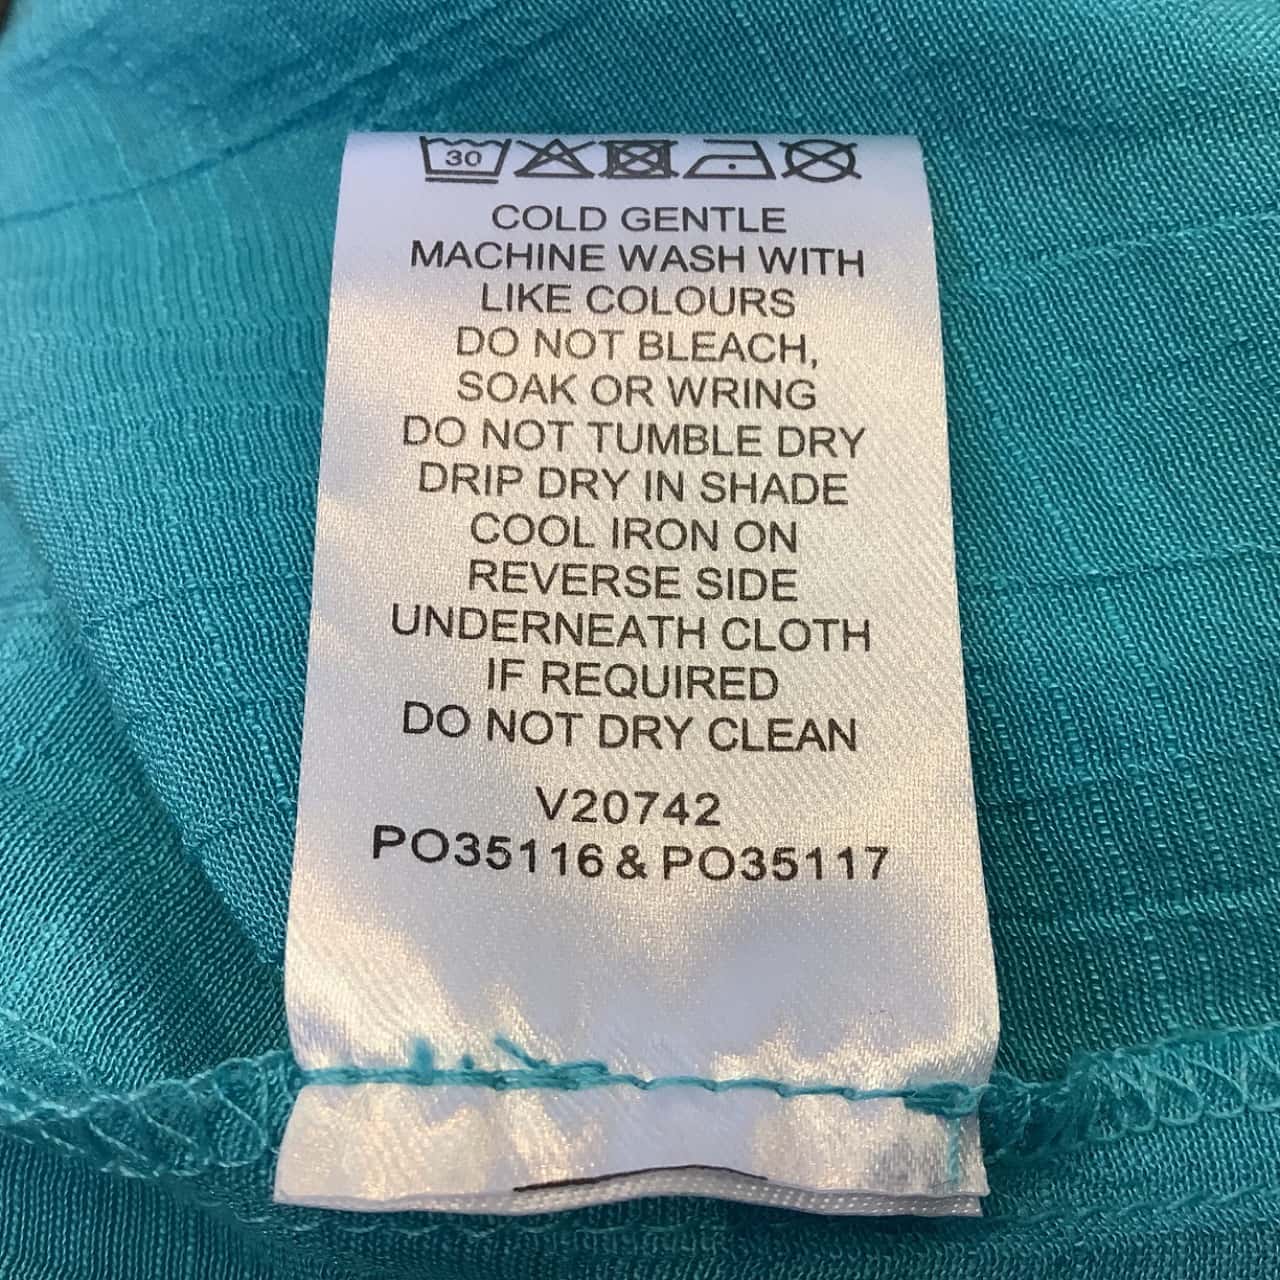 30
COLD GENTLE
MACHINE WASH WITH
LIKE COLOURS
DO NOT BLEACH,
SOAK OR WRING
DO NOT TUMBLE DRY
DRIP DRY IN SHADE
COOL IRON ON
REVERSE SIDE
UNDERNEATH CLOTH
IF REQUIRED
DO NOT DRY CLEAN
V20742
PO35116 & PO35117